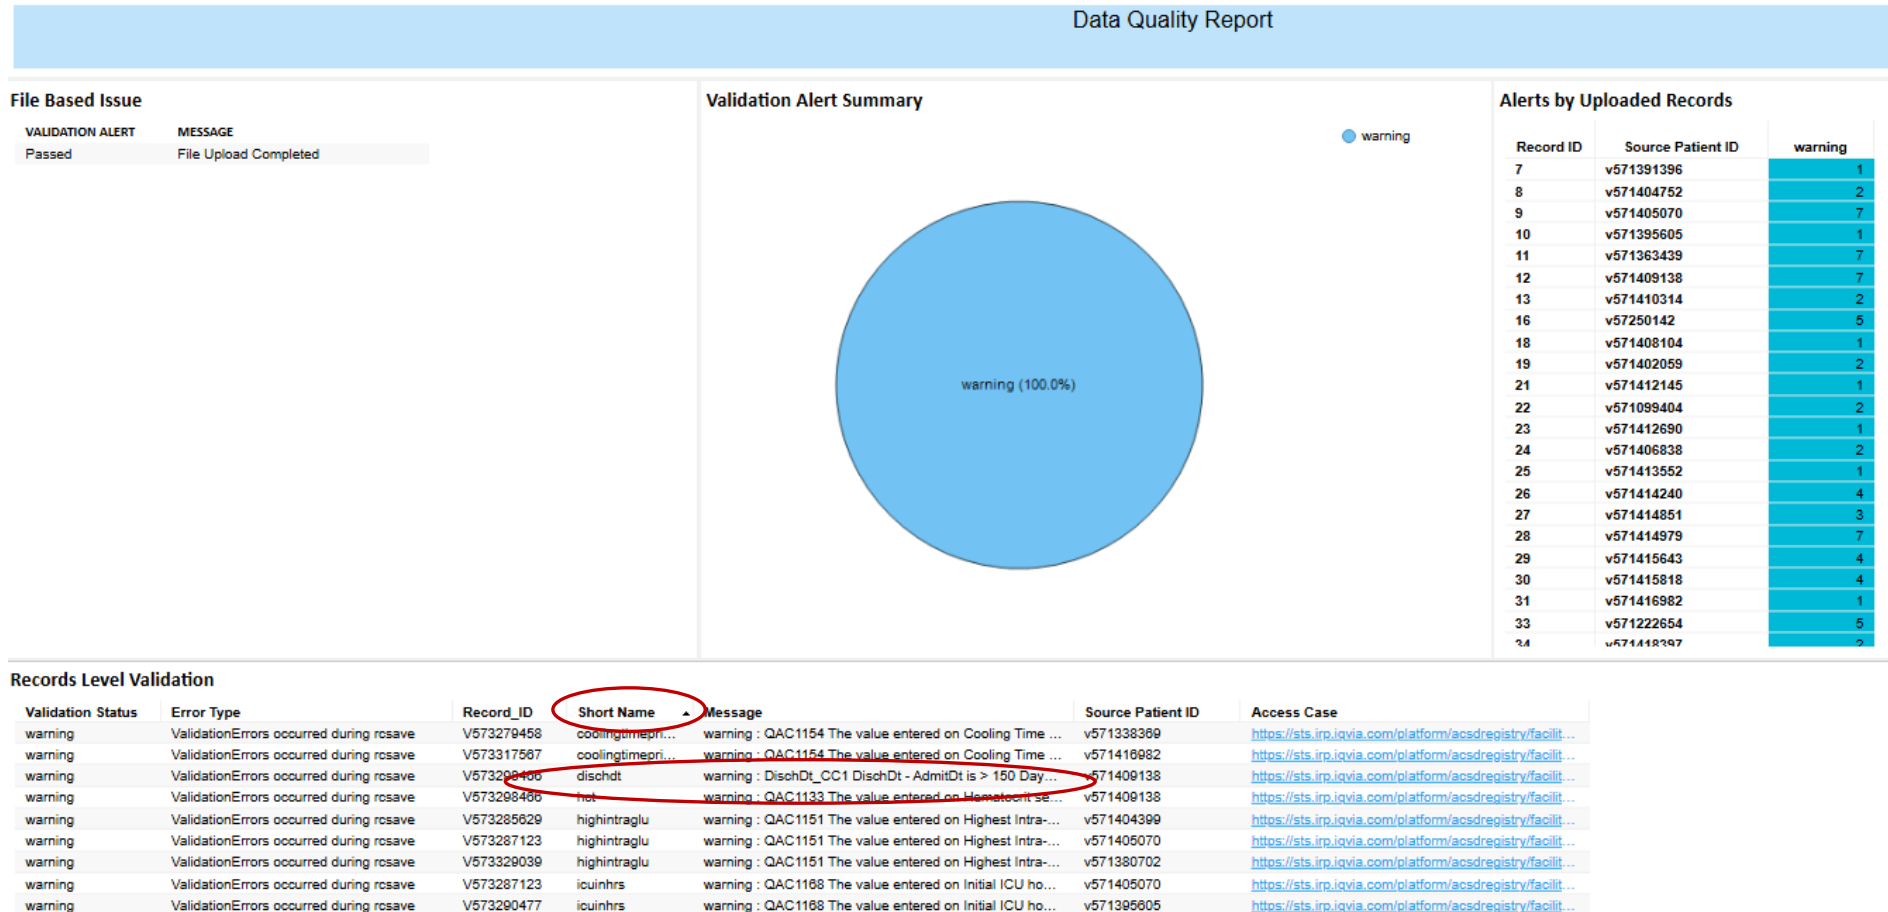 Data Quality Report
File Based Issue
VALIDATION ALERT MESSAGE
Passed File Upload Completed
Validation Alert Summary
warning
warning (100.0%)
Alerts by Uploaded Records
Record ID Source Patient ID warning
7 v571391396 1
8 v571404752 2
9 v571405070 7
10 v571395605 1
11 v571363439 7
12 v571409138 7
13 v571410314 2
16 v57250142 5
18 v571408104 1
19 v571402059 2
21 v571412145 1
22 v571099404 2
23 v571412690 1
24 v571406838 2
25 v571413552 1
26 v571414240 4
27 v571414851 3
28 v571414979 7
29 v571415643 4
30 v571415818 4
31 v571416982 1
33 v571222654 5
34 v571418397 2
Records Level Validation
Validation Status Error Type Record_ID Short Name Message Source Patient ID Access Case
warning ValidationErrors occurred during rcsave V573279458 coolingtimepri... warning : QAC1154 The value entered on Cooling Time ... v571338369 https://sts.irp.iqvia.com/platform/acsdregistry/facilit...
warning ValidationErrors occurred during rcsave V573317567 coolingtimepri... warning : QAC1154 The value entered on Cooling Time ... v571416982 https://sts.irp.iqvia.com/platform/acsdregistry/facilit...
warning ValidationErrors occurred during rcsave V573298466 dischdt warning : DischDt_CC1 DischDt - AdmitDt is > 150 Day... v571409138 https://sts.irp.iqvia.com/platform/acsdregistry/facilit...
warning ValidationErrors occurred during rcsave V573298466 hct warning : QAC1133 The value entered on Hematocrit se... v571409138 https://sts.irp.iqvia.com/platform/acsdregistry/facilit...
warning ValidationErrors occurred during rcsave V573285629 highintraglu warning : QAC1151 The value entered on Highest Intra-... v571404399 https://sts.irp.iqvia.com/platform/acsdregistry/facilit...
warning ValidationErrors occurred during rcsave V573287123 highintraglu warning : QAC1151 The value entered on Highest Intra-... v571405070 https://sts.irp.iqvia.com/platform/acsdregistry/facilit...
warning ValidationErrors occurred during rcsave V573329039 highintraglu warning : QAC1151 The value entered on Highest Intra-... v571380702 https://sts.irp.iqvia.com/platform/acsdregistry/facilit...
warning ValidationErrors occurred during rcsave V573287123 icuinhrs warning : QAC1168 The value entered on Initial ICU ho... v571405070 https://sts.irp.iqvia.com/platform/acsdregistry/facilit...
warning ValidationErrors occurred during rcsave V573290477 icuinhrs warning : QAC1168 The value entered on Initial ICU ho... v571395605 https://sts.irp.iqvia.com/platform/acsdregistry/facilit...